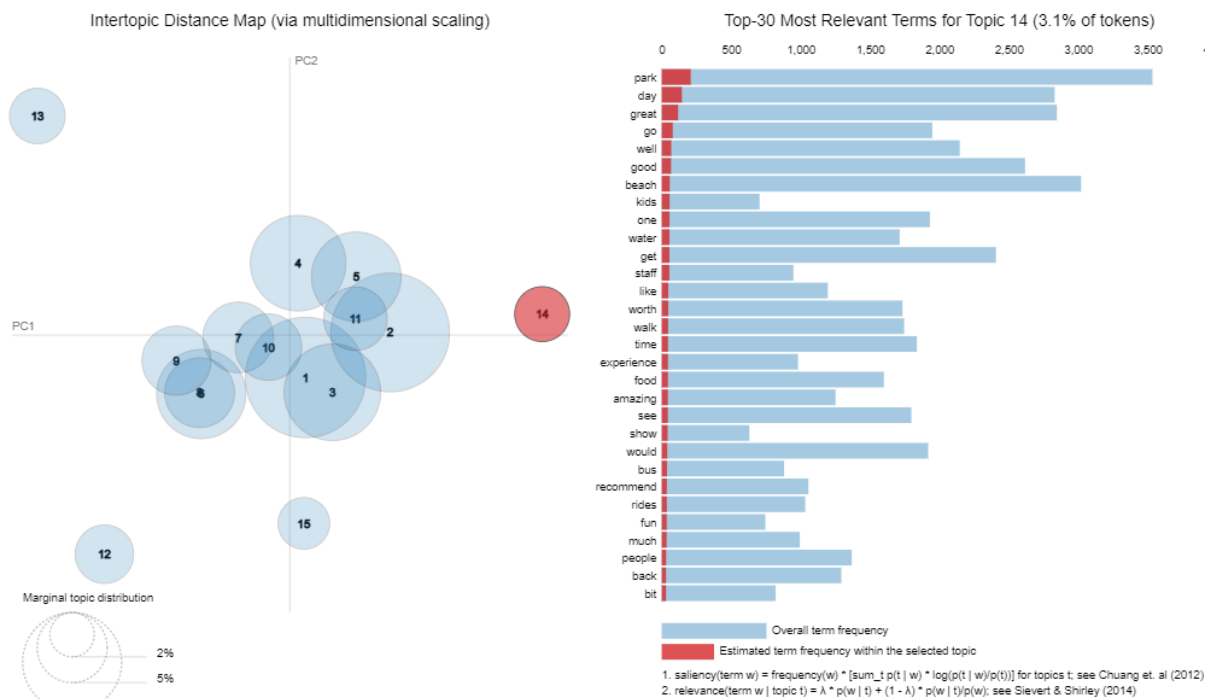 Intertopic Distance Map (via multidimensional scaling)
PC2
PC1
13
4
5
11
2
14
7
10
9
1
3
6
15
12
Marginal topic distribution
2%
5%
Top-30 Most Relevant Terms for Topic 14 (3.1% of tokens)
0 500 1,000 1,500 2,000 2,500 3,000 3,500
park
day
great
go
well
good
beach
kids
one
water
get
staff
like
worth
walk
time
experience
food
amazing
see
show
would
bus
recommend
rides
fun
much
people
back
bit
Overall term frequency
Estimated term frequency within the selected topic
1. saliency(term w) = frequency(w) * [sum_t p(t | w) * log(p(t | w)/p(t))] for topics t; see Chuang et. al (2012)
2. relevance(term w | topic t) = λ * p(w | t) + (1 - λ) * p(w | t)/p(w); see Sievert & Shirley (2014)